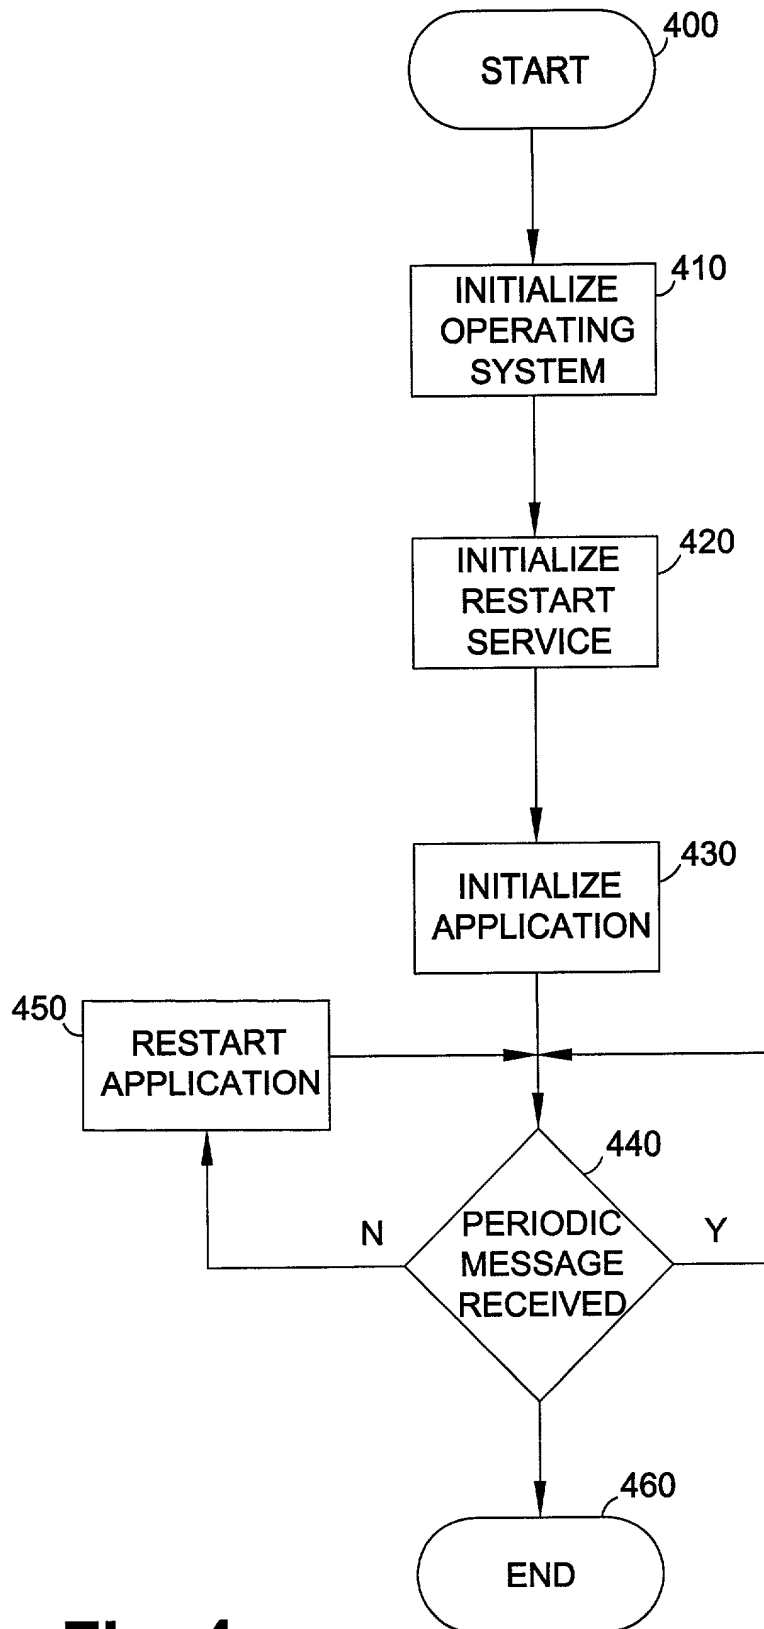 400
START
410
INITIALIZE
OPERATING
SYSTEM
420
INITIALIZE
RESTART
SERVICE
430
INITIALIZE
APPLICATION
450
RESTART
APPLICATION
440
N
PERIODIC
MESSAGE
RECEIVED
Y
460
END